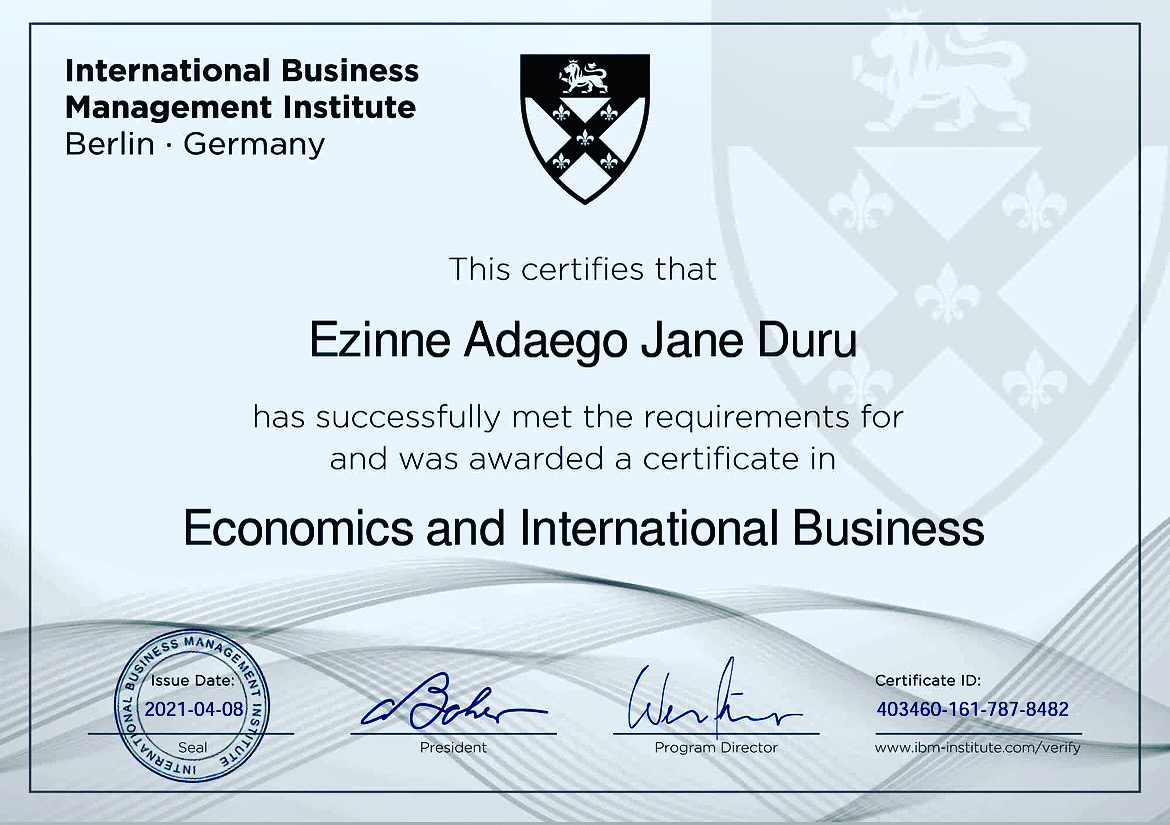 International Business
Management Institute
Berlin · Germany
This certifies that
Ezinne Adaego Jane Duru
has successfully met the requirements for
and was awarded a certificate in
Economics and International Business
INTERNATIONAL BUSINESS MANAGEMENT INSTITUTE
Issue Date:
2021-04-08
Seal
President
Program Director
Certificate ID:
403460-161-787-8482
www.ibm-institute.com/verify